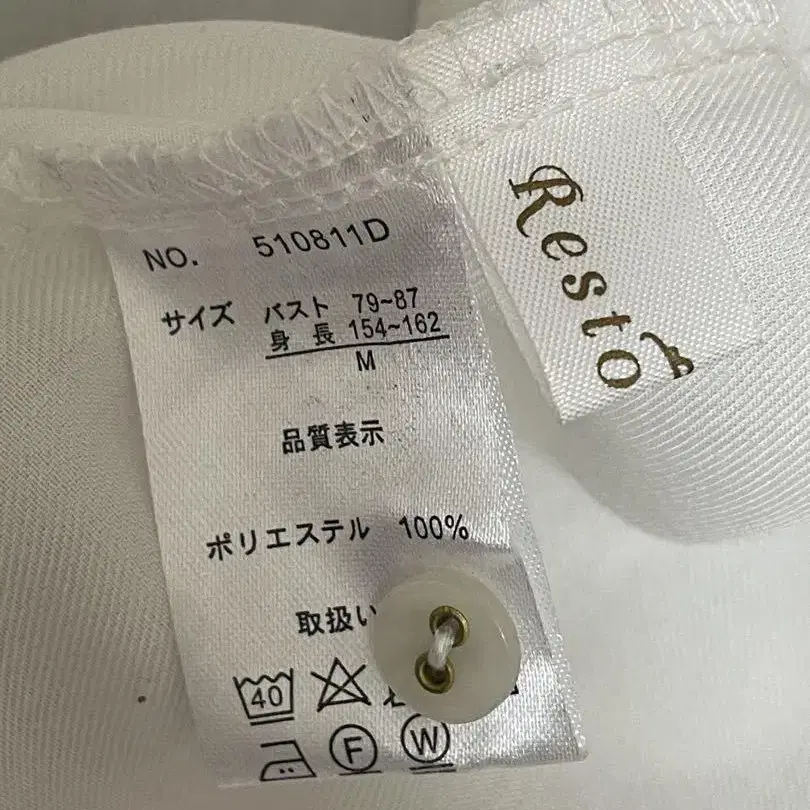 NO. 510811D
サイズ バスト 79~87
身 長 154~162
M
品質表示
ポリエステル 100%
取扱い
40
F W
Restó